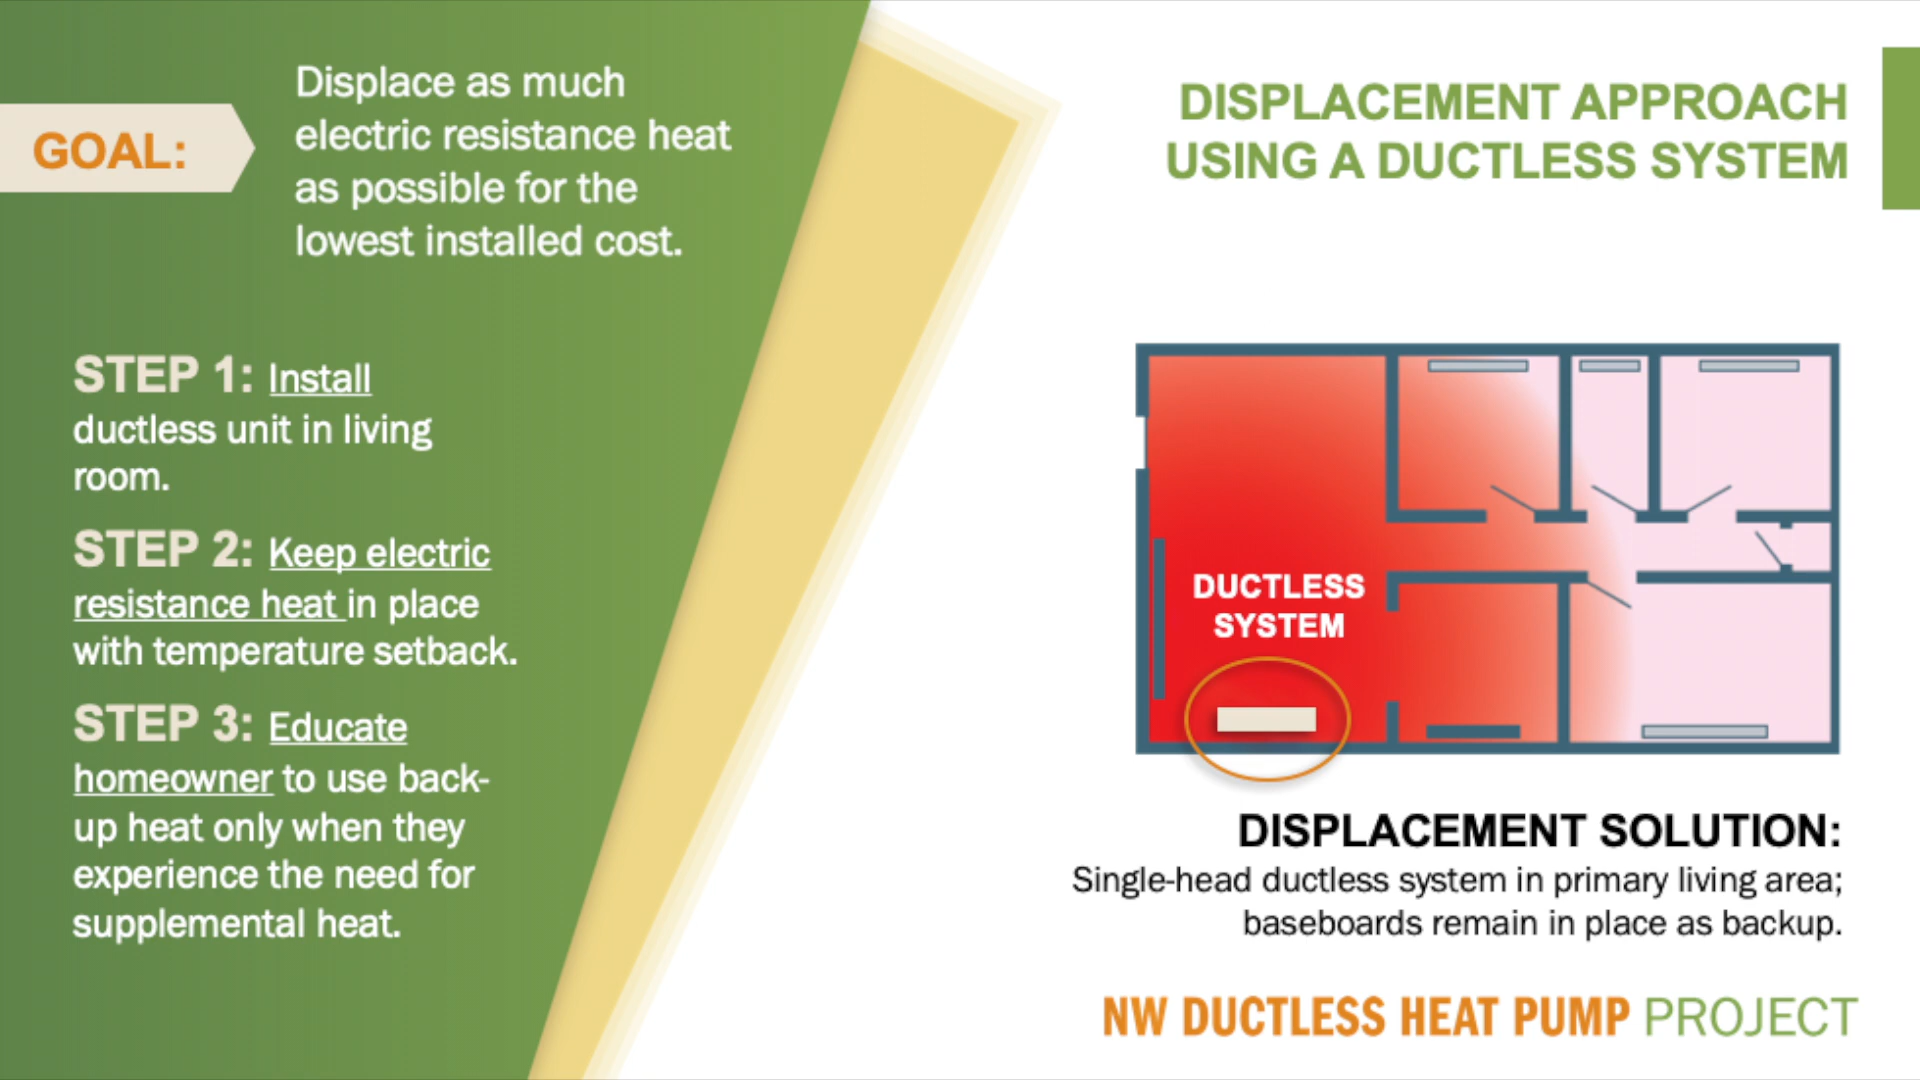 GOAL:
Displace as much
electric resistance heat
as possible for the
lowest installed cost.
STEP 1: Install
ductless unit in living
room.
STEP 2: Keep electric
resistance heat in place
with temperature setback.
STEP 3: Educate
homeowner to use back-
up heat only when they
experience the need for
supplemental heat.
DISPLACEMENT APPROACH
USING A DUCTLESS SYSTEM
DUCTLESS
SYSTEM
DISPLACEMENT SOLUTION:
Single-head ductless system in primary living area;
baseboards remain in place as backup.
NW DUCTLESS HEAT PUMP PROJECT